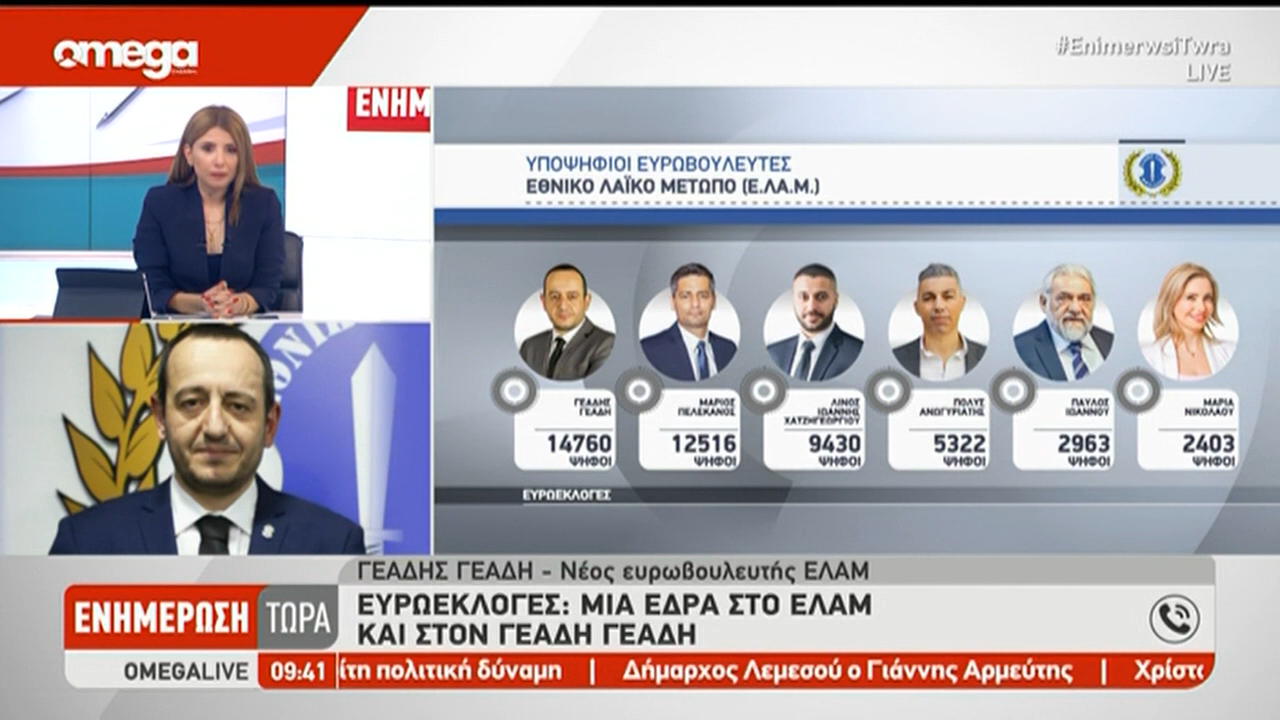 omega
#EnimerwsiTwra
LIVE
ΕΝΗΜ
ΥΠΟΨΗΦΙΟΙ ΕΥΡΩΒΟΥΛΕΥΤΕΣ
ΕΘΝΙΚΟ ΛΑΪΚΟ ΜΕΤΩΠΟ (Ε.ΛΑ.Μ.)
ΓΕΑΔΗΣ
ΓΕΑΔΗ
14760
ΨΗΦΟΙ
ΜΑΡΙΟΣ
ΠΕΛΕΚΑΝΟΣ
12516
ΨΗΦΟΙ
ΛΙΝΟΣ
ΙΩΑΝΝΗΣ
ΧΑΤΖΗΓΕΩΡΓΙΟΥ
9430
ΨΗΦΟΙ
ΠΟΛΥΣ
ΑΝΩΓΥΡΙΑΤΗΣ
5322
ΨΗΦΟΙ
ΠΑΥΛΟΣ
ΙΩΑΝΝΟΥ
2963
ΨΗΦΟΙ
ΜΑΡΙΑ
ΝΙΚΟΛΑΟΥ
2403
ΨΗΦΟΙ
ΕΥΡΩΕΚΛΟΓΕΣ
ΓΕΑΔΗΣ ΓΕΑΔΗ – Νέος ευρωβουλευτής ΕΛΑΜ
ΕΝΗΜΕΡΩΣΗ ΤΩΡΑ
ΕΥΡΩΕΚΛΟΓΕΣ: ΜΙΑ ΕΔΡΑ ΣΤΟ ΕΛΑΜ
ΚΑΙ ΣΤΟΝ ΓΕΑΔΗ ΓΕΑΔΗ
OMEGALIVE 09:41 ίτη πολιτική δύναμη | Δήμαρχος Λεμεσού ο Γιάννης Αρμεύτης | Χρίστο